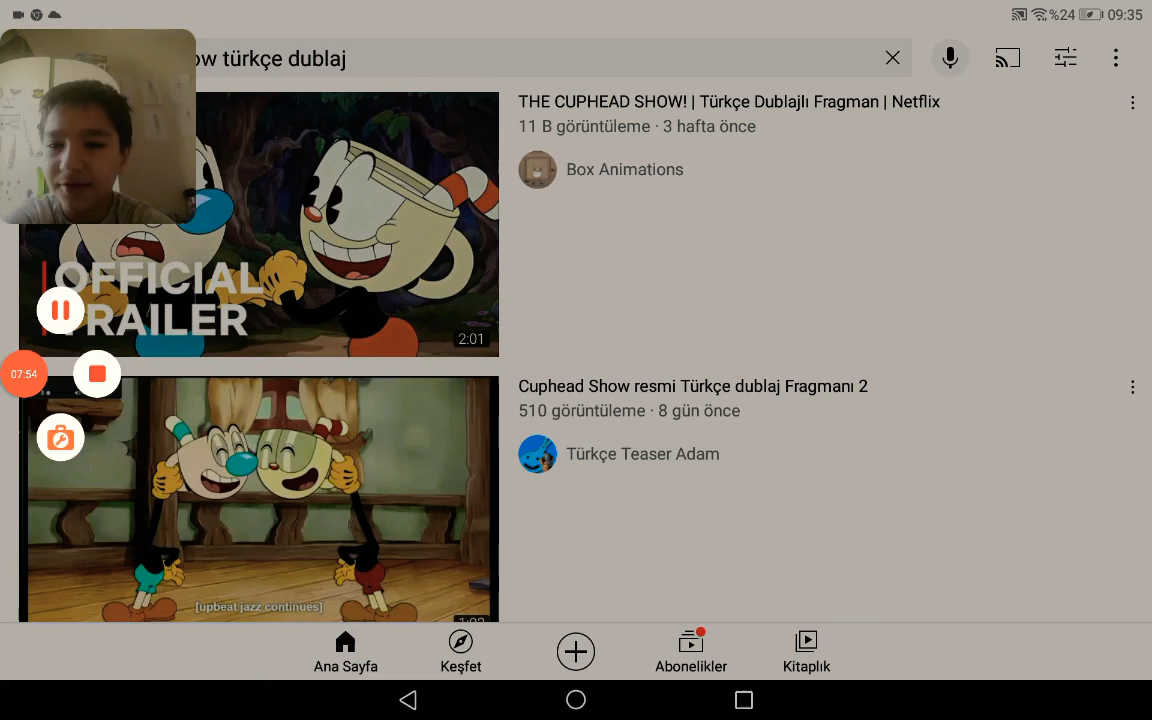 %24 09:35
ow türkçe dublaj
THE CUPHEAD SHOW! | Türkçe Dublajlı Fragman | Netflix
11 B görüntüleme · 3 hafta önce
Box Animations
OFFICIAL
TRAILER
2:01
07:54
Cuphead Show resmi Türkçe dublaj Fragmanı 2
510 görüntüleme · 8 gün önce
Türkçe Teaser Adam
[upbeat jazz continues]
Ana Sayfa
Keşfet
Abonelikler
Kitaplık